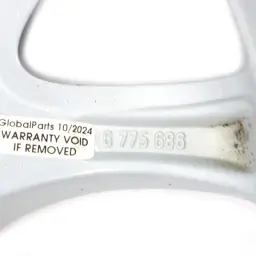 GlobalParts 10/2024
WARRANTY VOID
IF REMOVED
6 775 686